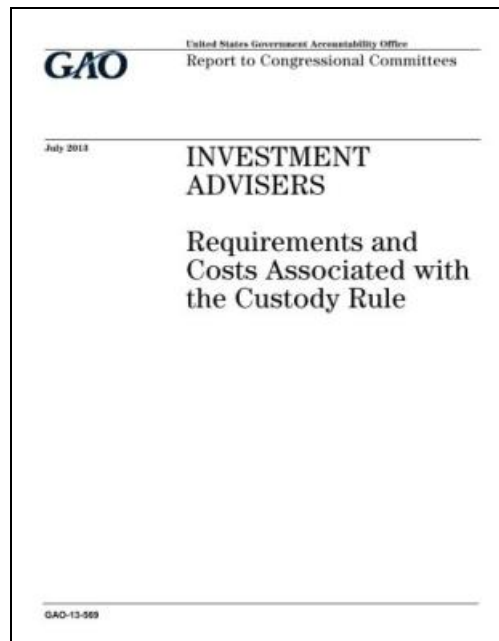 United States Government Accountability Office
GAO
Report to Congressional Committees
July 2013
INVESTMENT
ADVISERS
Requirements and
Costs Associated with
the Custody Rule
GAO-13-569